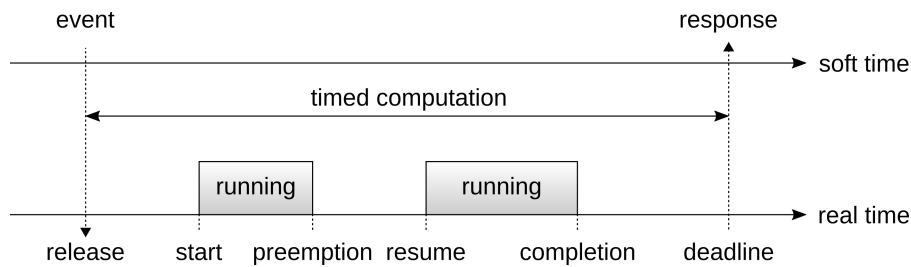 event response
soft time
timed computation
running running
real time
release start preemption resume completion deadline